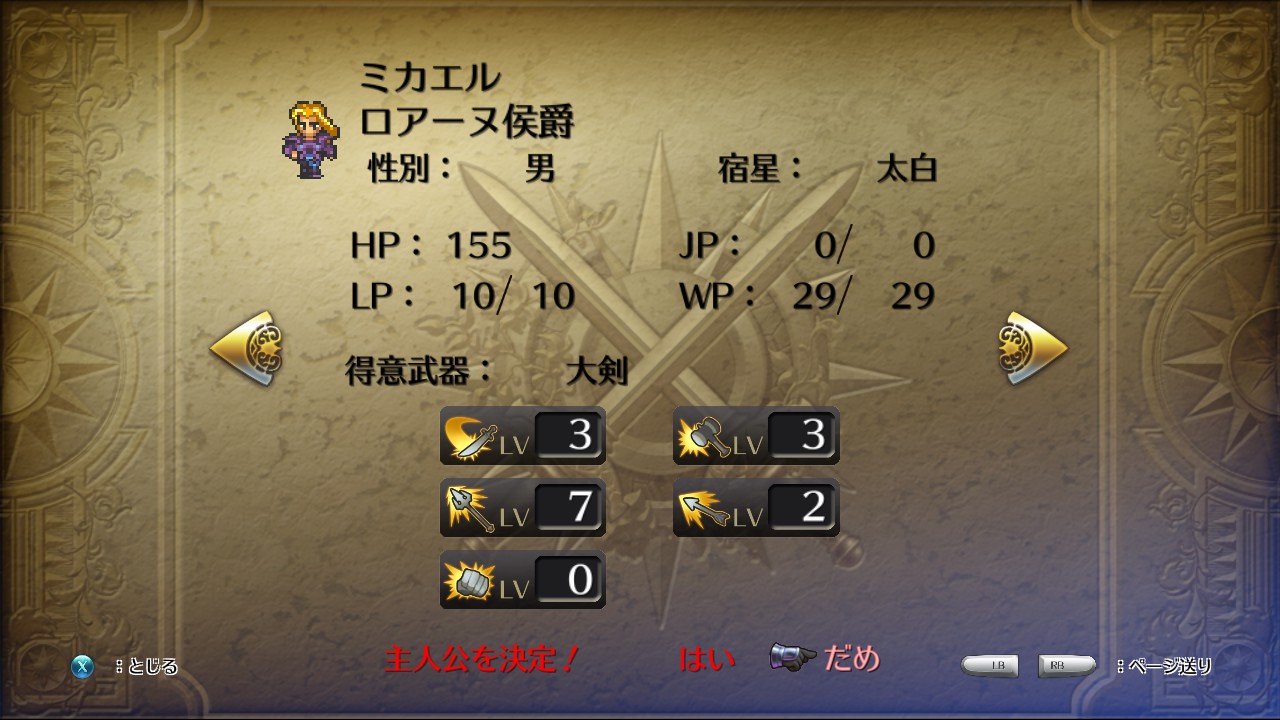 ミカエル
ロアーヌ侯爵
性別： 男 宿星： 太白
HP： 155 JP： 0/ 0
LP： 10/ 10 WP： 29/ 29
得意武器： 大剣
LV 3 LV 3
LV 7 LV 2
LV 0
主人公を決定！ はい だめ
X ：とじる LB RB ：ページ送り